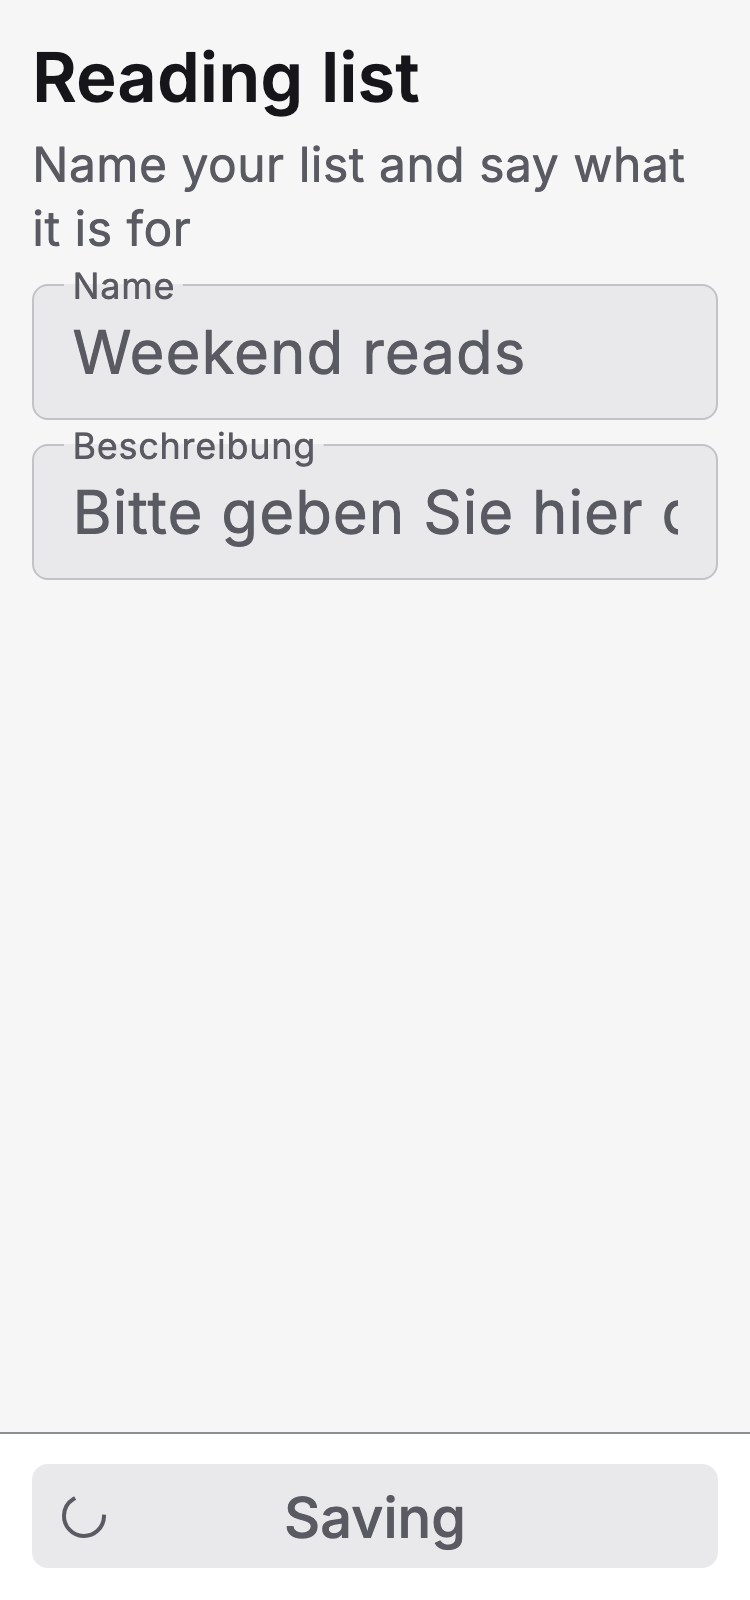 Reading list
Name your list and say what
it is for
Name
Weekend reads
Beschreibung
Bitte geben Sie hier
Saving